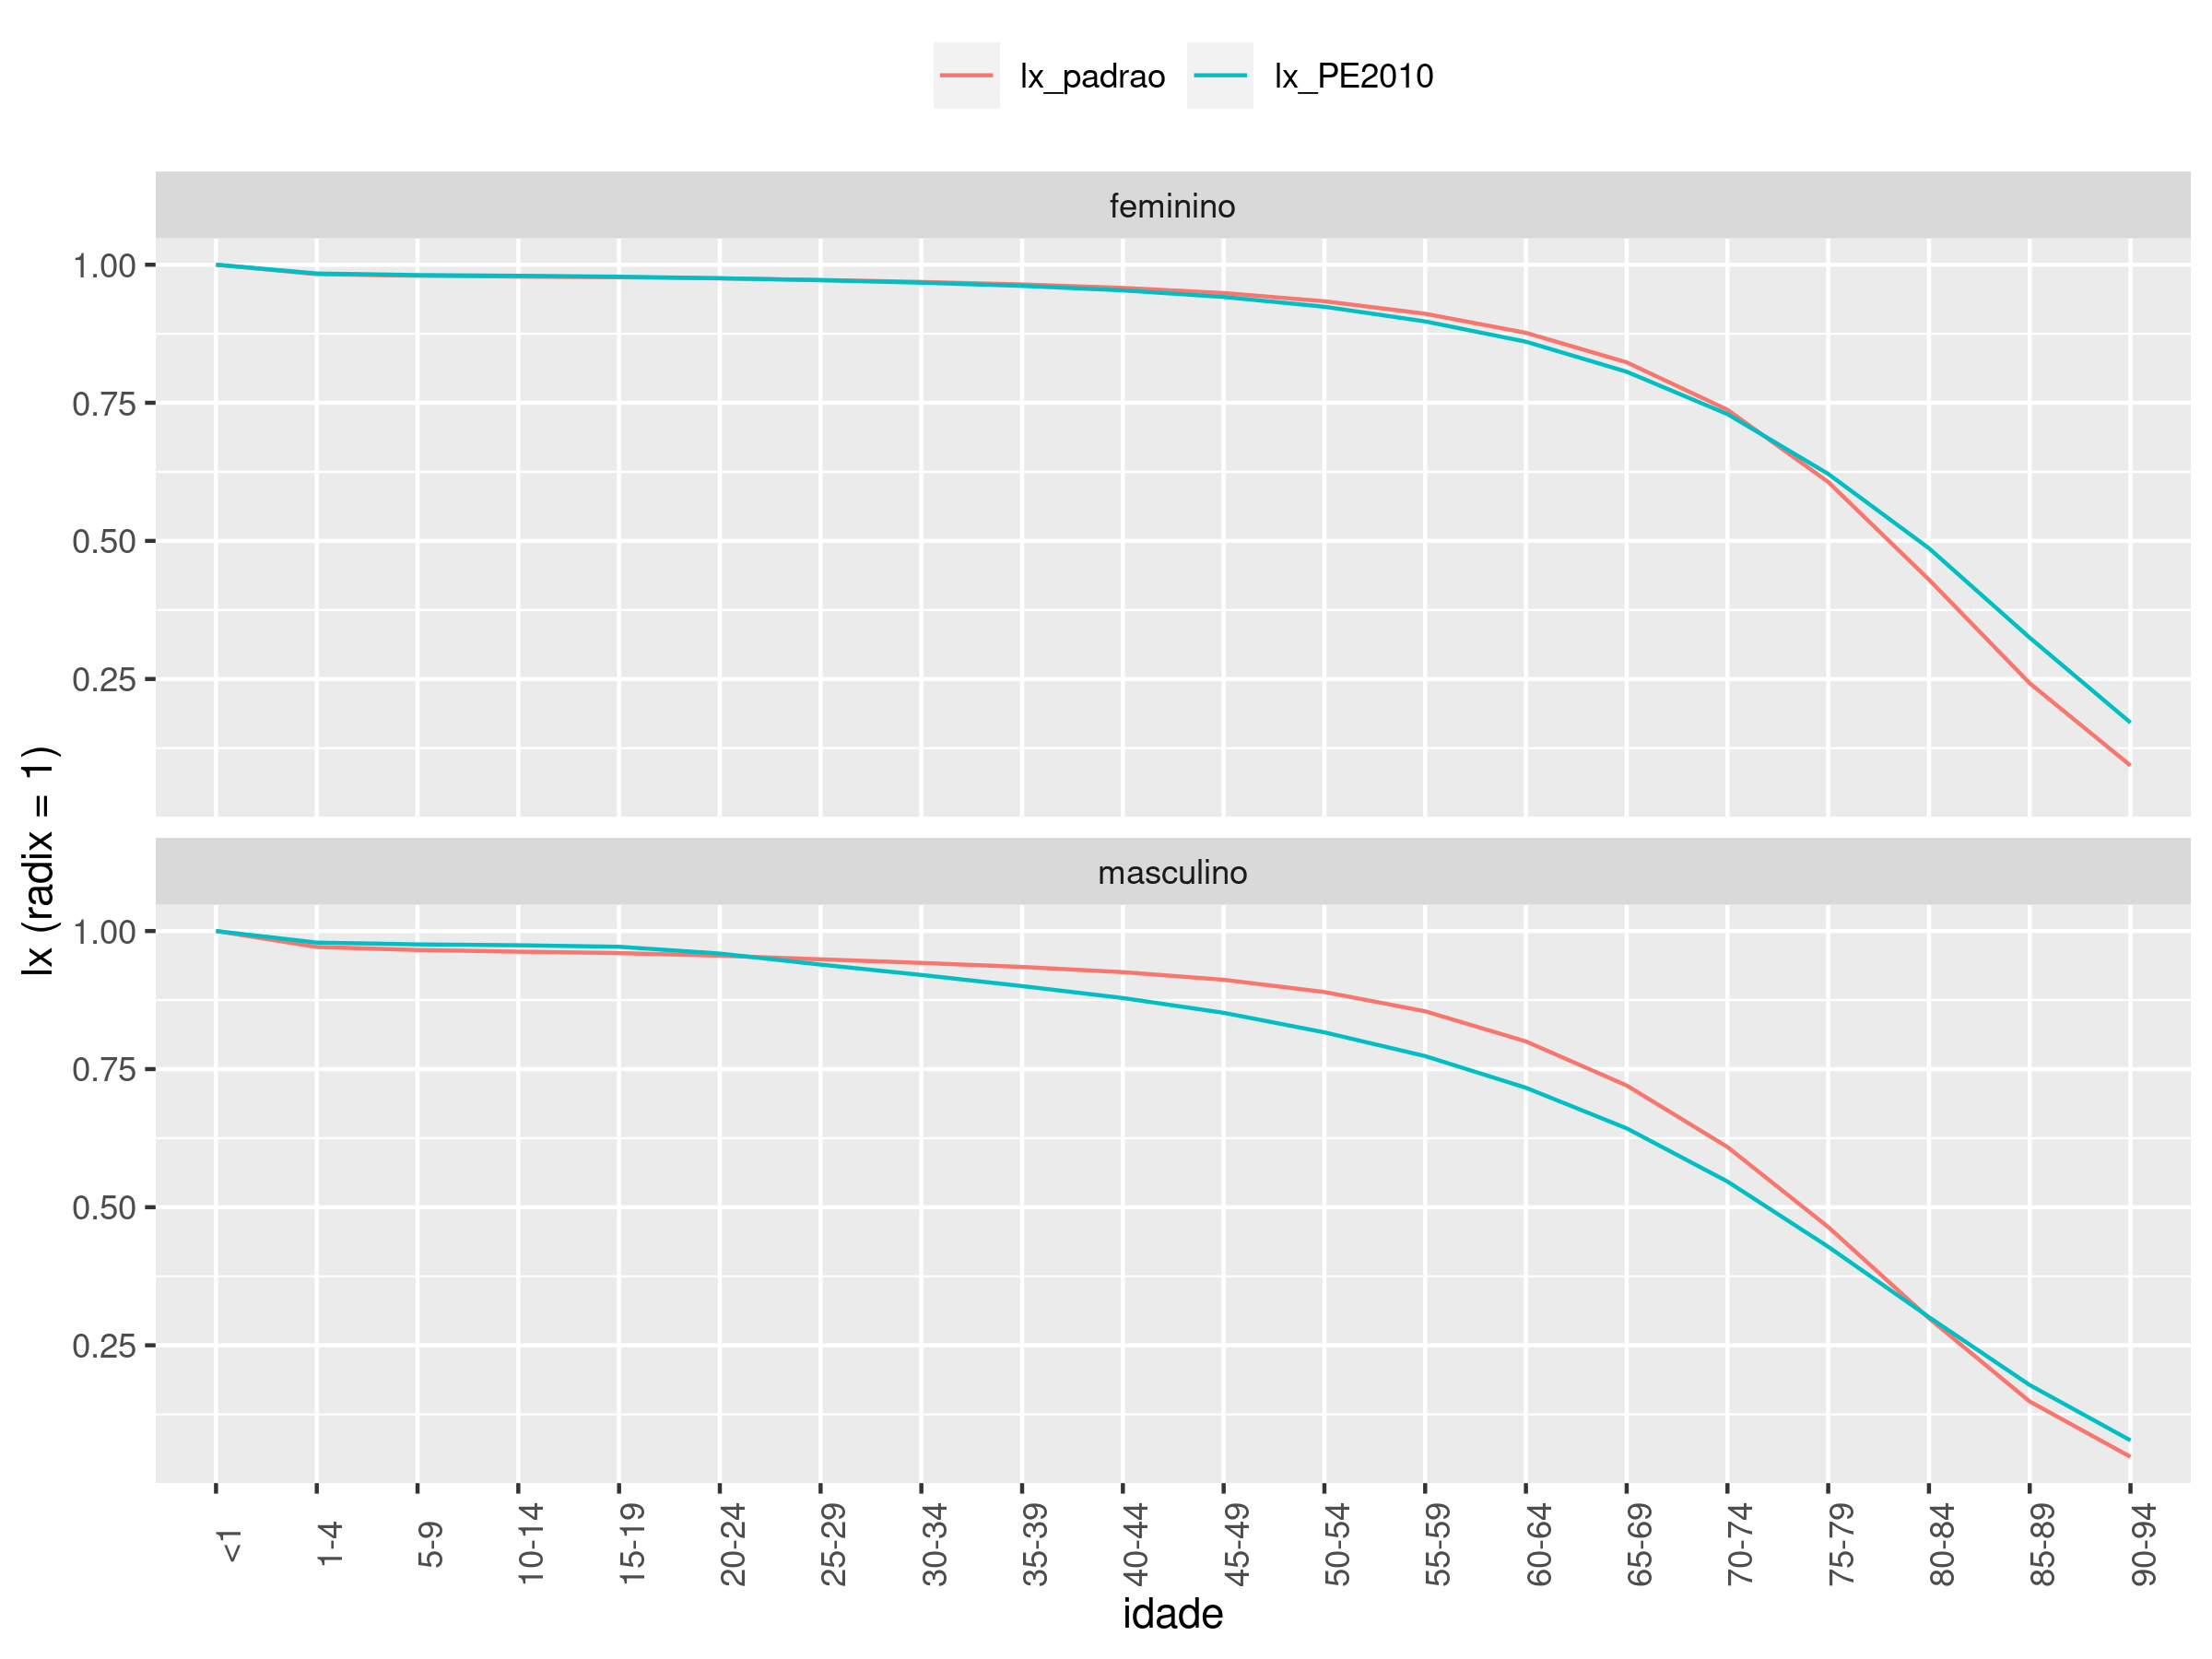 lx_padrao lx_PE2010
feminino
1.00
0.75
0.50
0.25
lx (radix = 1)
masculino
1.00
0.75
0.50
0.25
<1 1-4 5-9 10-14 15-19 20-24 25-29 30-34 35-39 40-44 45-49 50-54 55-59 60-64 65-69 70-74 75-79 80-84 85-89 90-94
idade